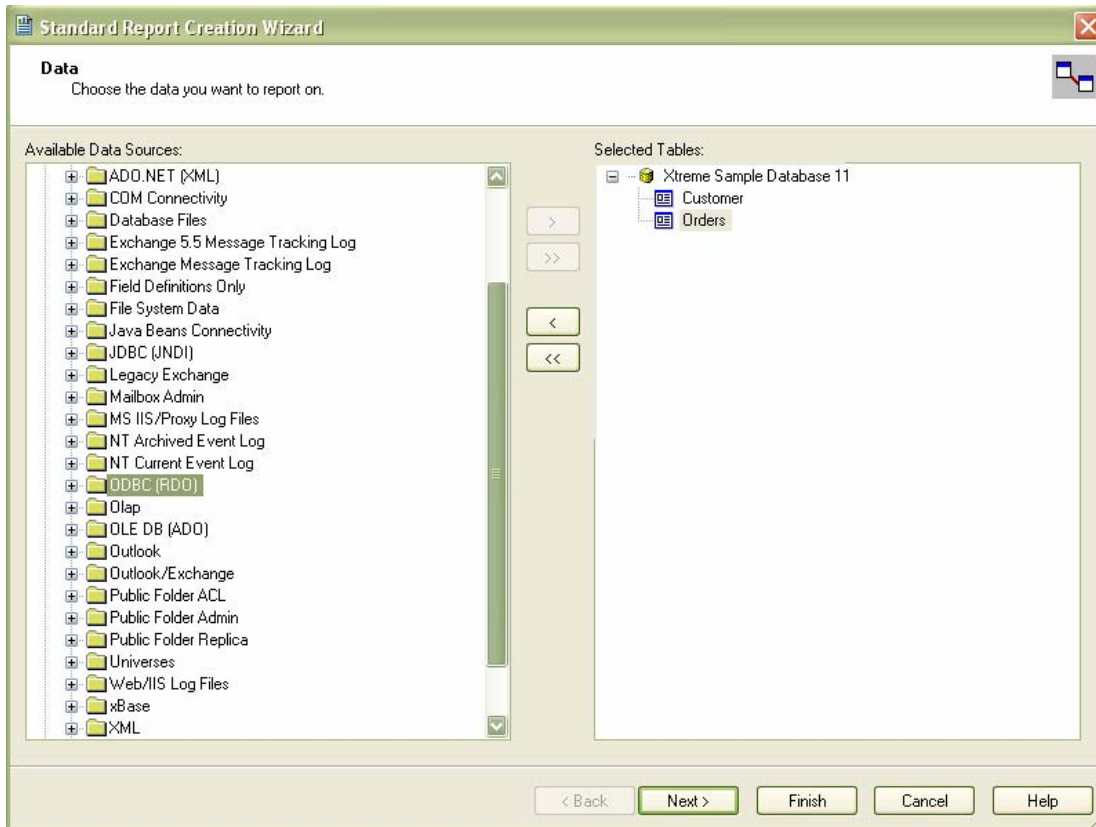 Standard Report Creation Wizard
Data
Choose the data you want to report on.
Available Data Sources:
ADO.NET (XML)
COM Connectivity
Database Files
Exchange 5.5 Message Tracking Log
Exchange Message Tracking Log
Field Definitions Only
File System Data
Java Beans Connectivity
JDBC (JNDI)
Legacy Exchange
Mailbox Admin
MS IIS/Proxy Log Files
NT Archived Event Log
NT Current Event Log
ODBC (RDO)
Olap
OLE DB (ADO)
Outlook
Outlook/Exchange
Public Folder ACL
Public Folder Admin
Public Folder Replica
Universes
Web/IIS Log Files
xBase
XML
>
>>
<
<<
Selected Tables:
Xtreme Sample Database 11
Customer
Orders
< Back
Next >
Finish
Cancel
Help